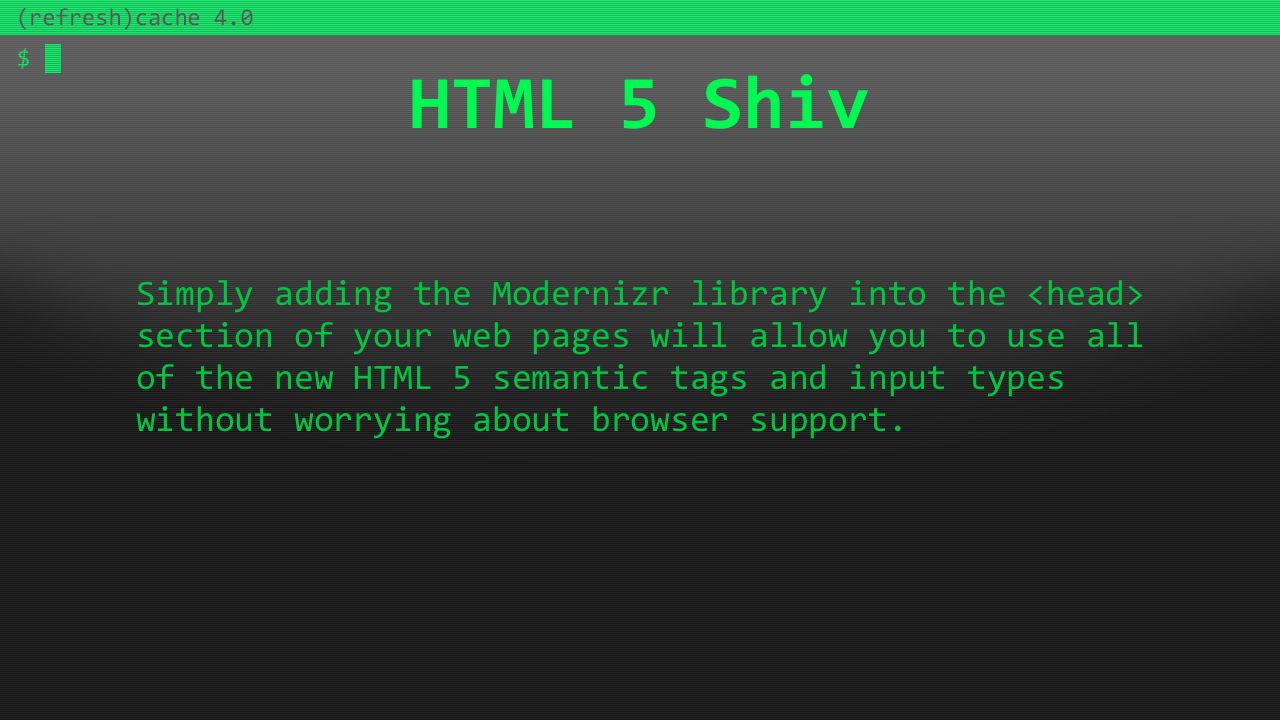 (refresh)cache 4.0
$
HTML 5 Shiv
Simply adding the Modernizr library into the <head>
section of your web pages will allow you to use all
of the new HTML 5 semantic tags and input types
without worrying about browser support.